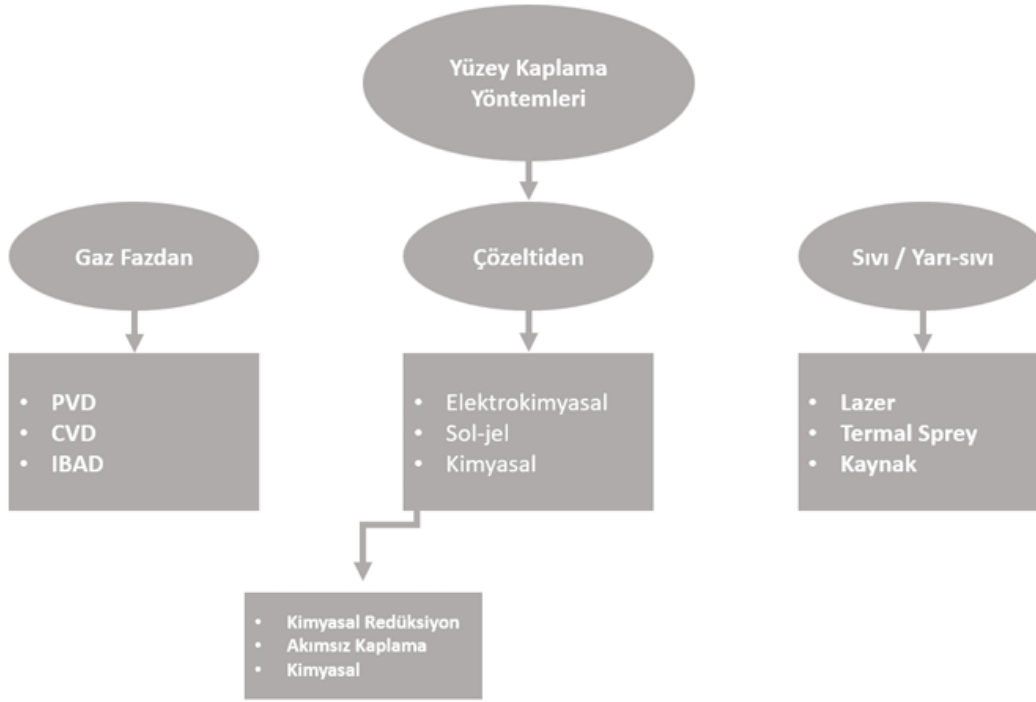 Yüzey Kaplama
Yöntemleri
Gaz Fazdan
Çözeltiden
Sıvı / Yarı-sıvı
• PVD
• CVD
• IBAD
• Elektrokimyasal
• Sol-jel
• Kimyasal
• Lazer
• Termal Sprey
• Kaynak
• Kimyasal Redüksiyon
• Akımsız Kaplama
• Kimyasal